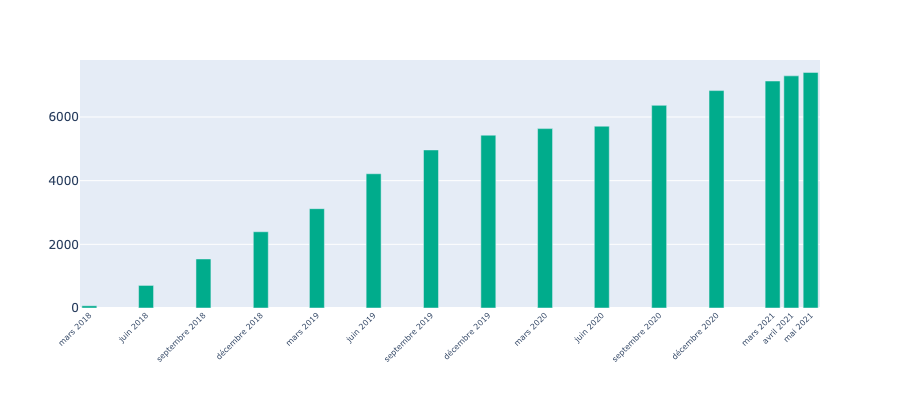 6000
4000
2000
0
mars 2018
juin 2018
septembre 2018
décembre 2018
mars 2019
juin 2019
septembre 2019
décembre 2019
mars 2020
juin 2020
septembre 2020
décembre 2020
mars 2021
avril 2021
mai 2021